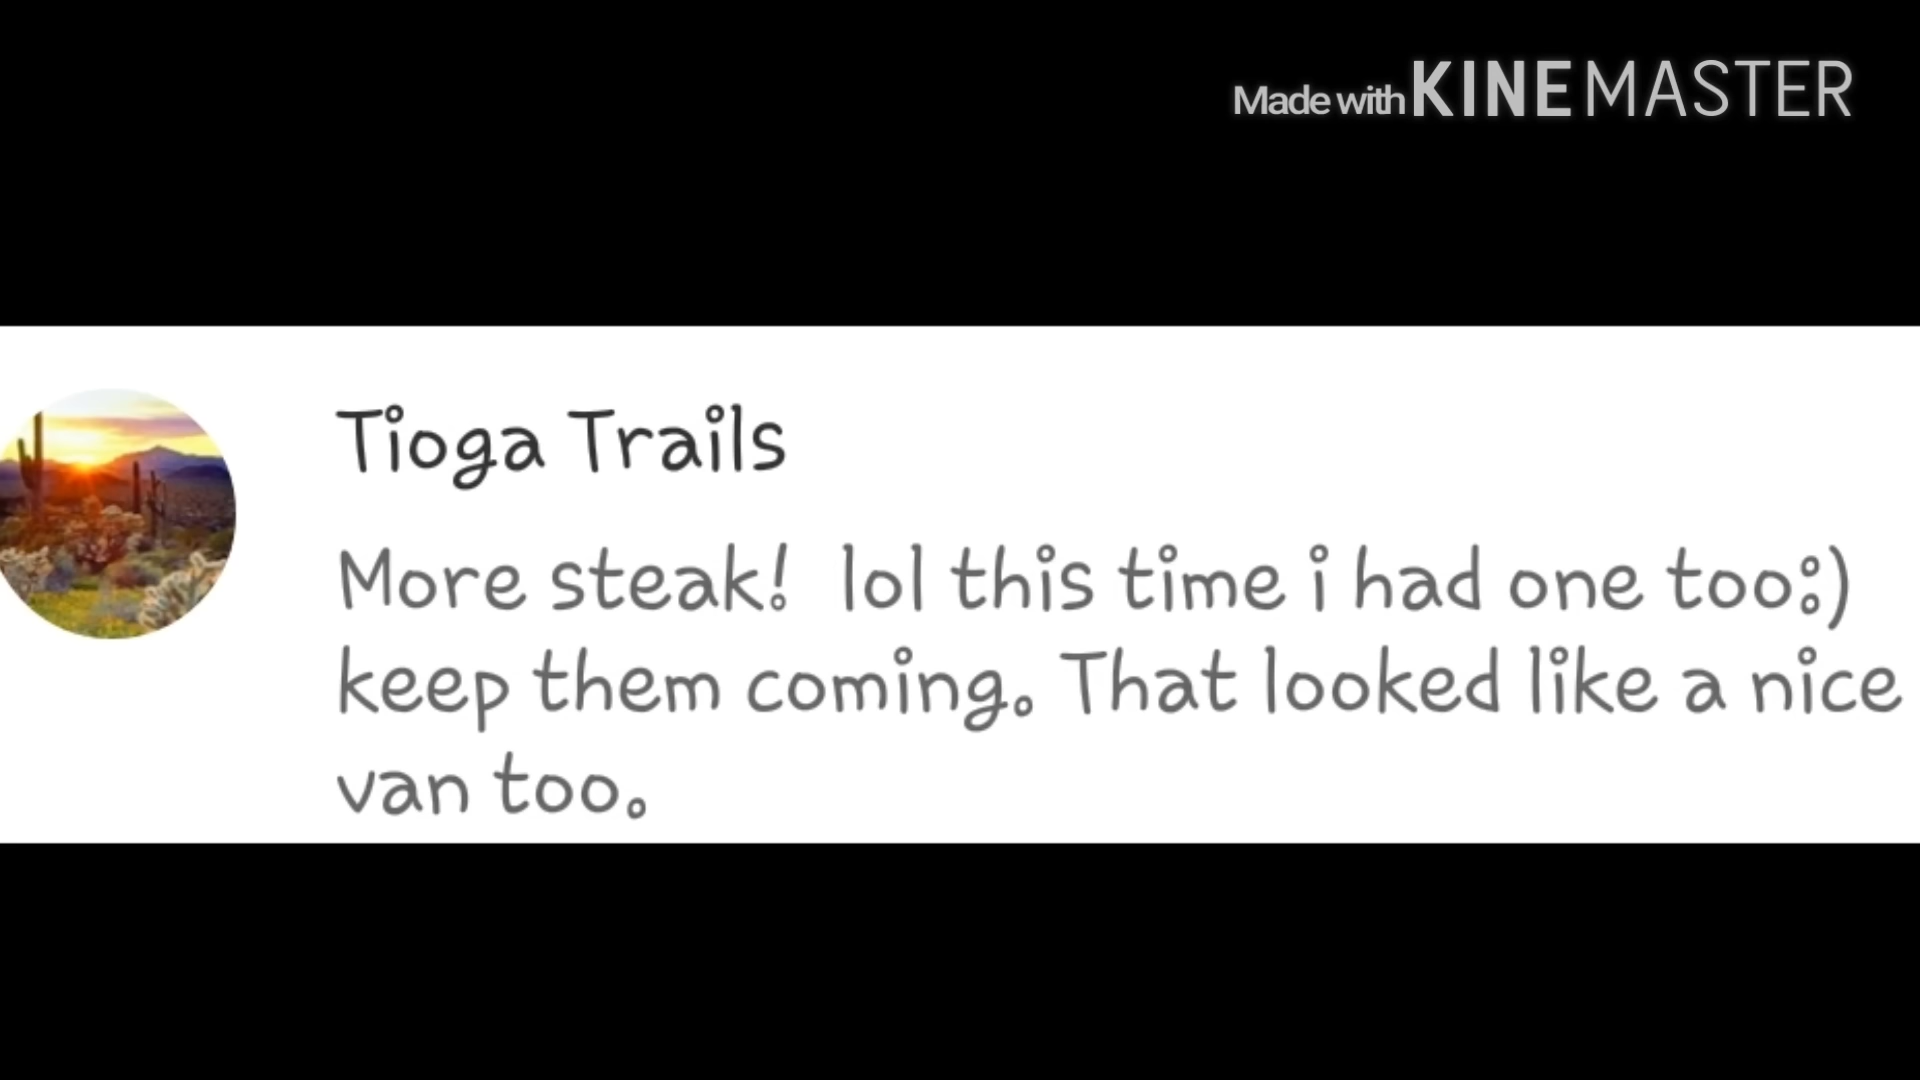 Made with KINEMASTER
Tioga Trails
More steak!  lol this time i had one too:)
keep them coming. That looked like a nice
van too.